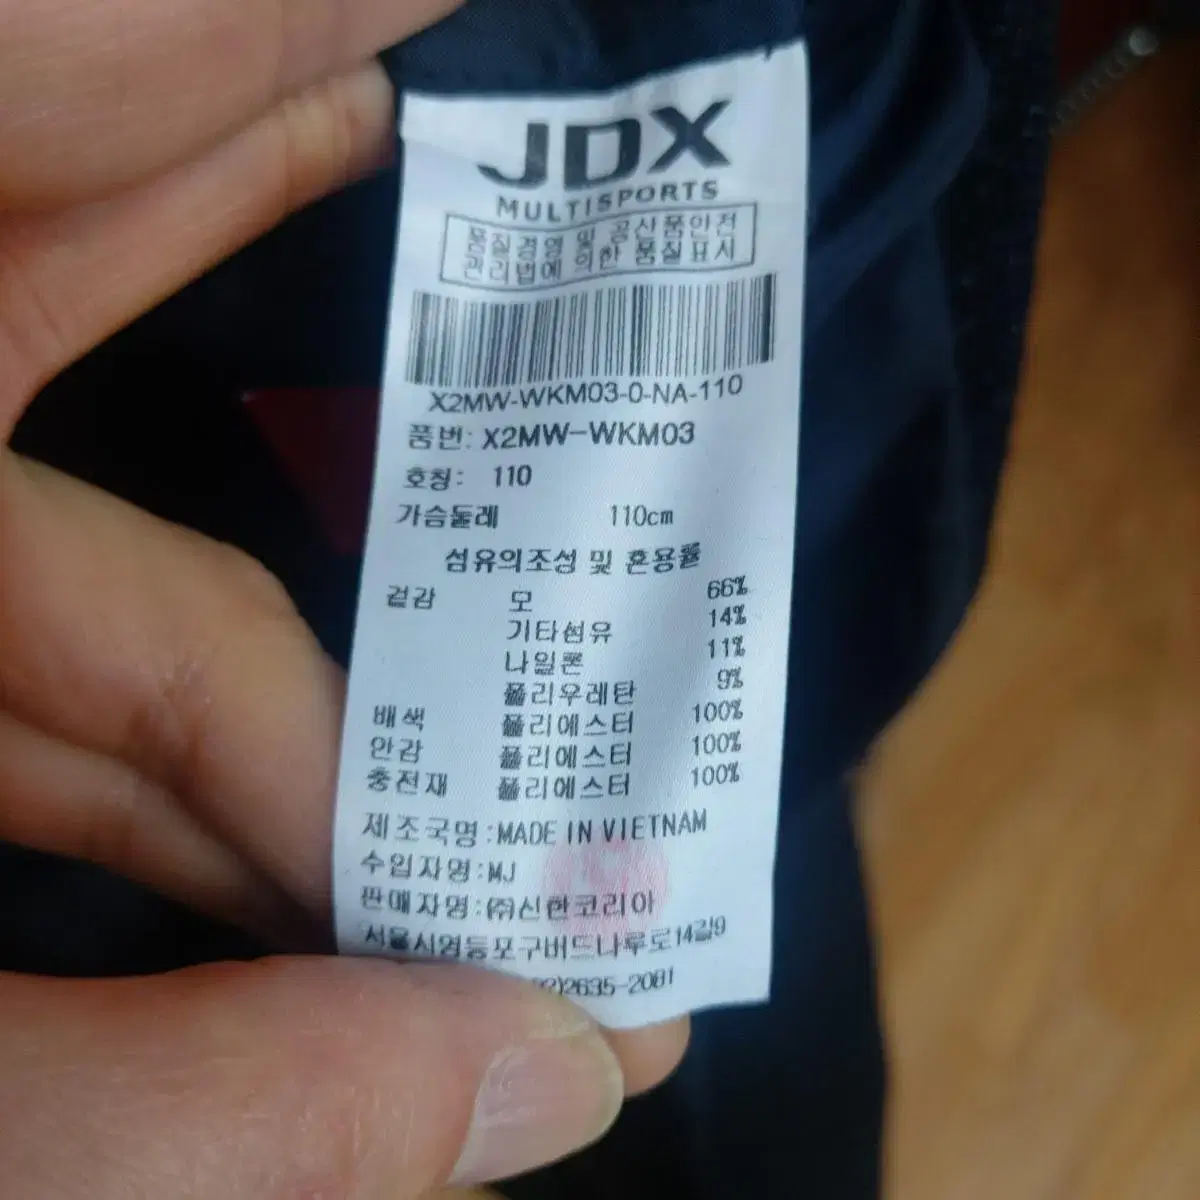 JDX
MULTISPORTS
품질경영 및 공산품안전
관리법에 의한 품질표시
X2MW-WKM03-0-NA-110
품번: X2MW-WKM03
호칭: 110
가슴둘레 110cm
섬유의조성 및 혼용률
겉감 모 66%
기타섬유 14%
나일론 11%
폴리우레탄 9%
배색 폴리에스터 100%
안감 폴리에스터 100%
충전재 폴리에스터 100%
제조국명:MADE IN VIETNAM
수입자명:MJ
판매자명:㈜신한코리아
서울시영등포구버드나루로14길9
2)2635-2081